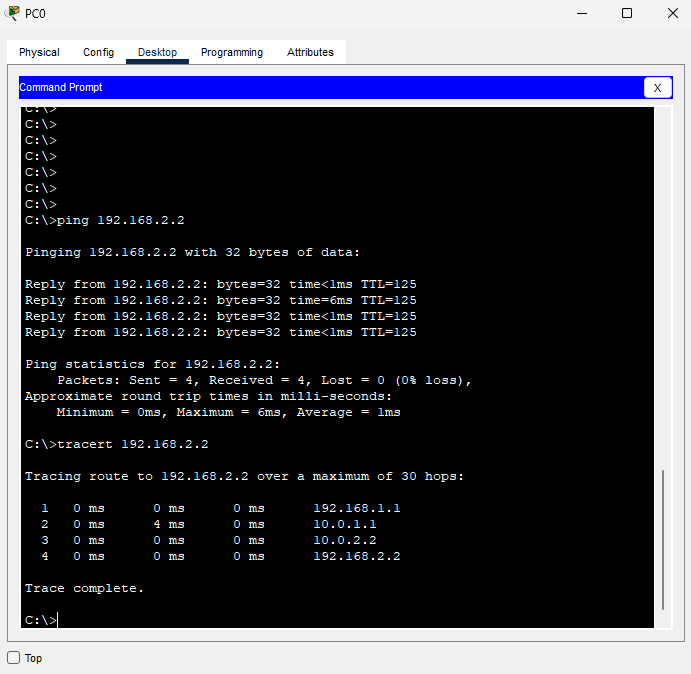 PC0
Physical Config Desktop Programming Attributes
Command Prompt X
C:\>
C:\>
C:\>
C:\>
C:\>
C:\>
C:\>
C:\>ping 192.168.2.2
Pinging 192.168.2.2 with 32 bytes of data:
Reply from 192.168.2.2: bytes=32 time<1ms TTL=125
Reply from 192.168.2.2: bytes=32 time=6ms TTL=125
Reply from 192.168.2.2: bytes=32 time<1ms TTL=125
Reply from 192.168.2.2: bytes=32 time<1ms TTL=125
Ping statistics for 192.168.2.2:
    Packets: Sent = 4, Received = 4, Lost = 0 (0% loss),
Approximate round trip times in milli-seconds:
    Minimum = 0ms, Maximum = 6ms, Average = 1ms
C:\>tracert 192.168.2.2
Tracing route to 192.168.2.2 over a maximum of 30 hops:
  1   0 ms      0 ms      0 ms      192.168.1.1
  2   0 ms      4 ms      0 ms      10.0.1.1
  3   0 ms      0 ms      0 ms      10.0.2.2
  4   0 ms      0 ms      0 ms      192.168.2.2
Trace complete.
C:\>
Top